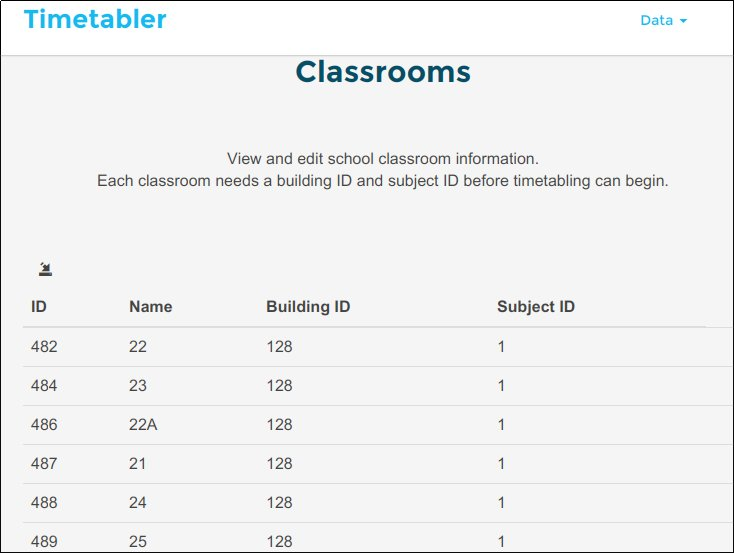 Timetabler Data
Classrooms
View and edit school classroom information.
Each classroom needs a building ID and subject ID before timetabling can begin.
ID Name Building ID Subject ID
482 22 128 1
484 23 128 1
486 22A 128 1
487 21 128 1
488 24 128 1
489 25 128 1